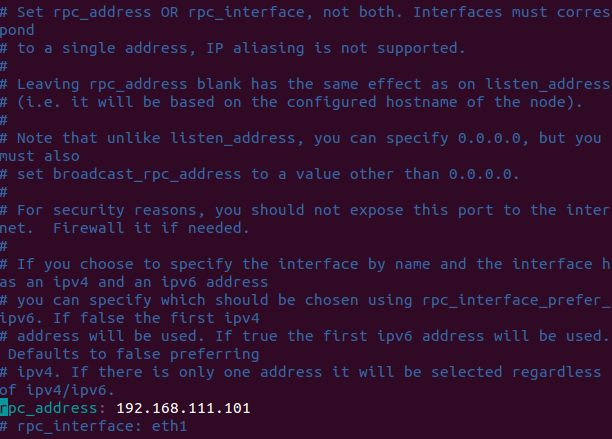 # Set rpc_address OR rpc_interface, not both. Interfaces must corres
pond
# to a single address, IP aliasing is not supported.
#
# Leaving rpc_address blank has the same effect as on listen_address
# (i.e. it will be based on the configured hostname of the node).
#
# Note that unlike listen_address, you can specify 0.0.0.0, but you
must also
# set broadcast_rpc_address to a value other than 0.0.0.0.
#
# For security reasons, you should not expose this port to the inter
net.  Firewall it if needed.
#
# If you choose to specify the interface by name and the interface h
as an ipv4 and an ipv6 address
# you can specify which should be chosen using rpc_interface_prefer_
ipv6. If false the first ipv4
# address will be used. If true the first ipv6 address will be used.
 Defaults to false preferring
# ipv4. If there is only one address it will be selected regardless
of ipv4/ipv6.
rpc_address: 192.168.111.101
# rpc_interface: eth1